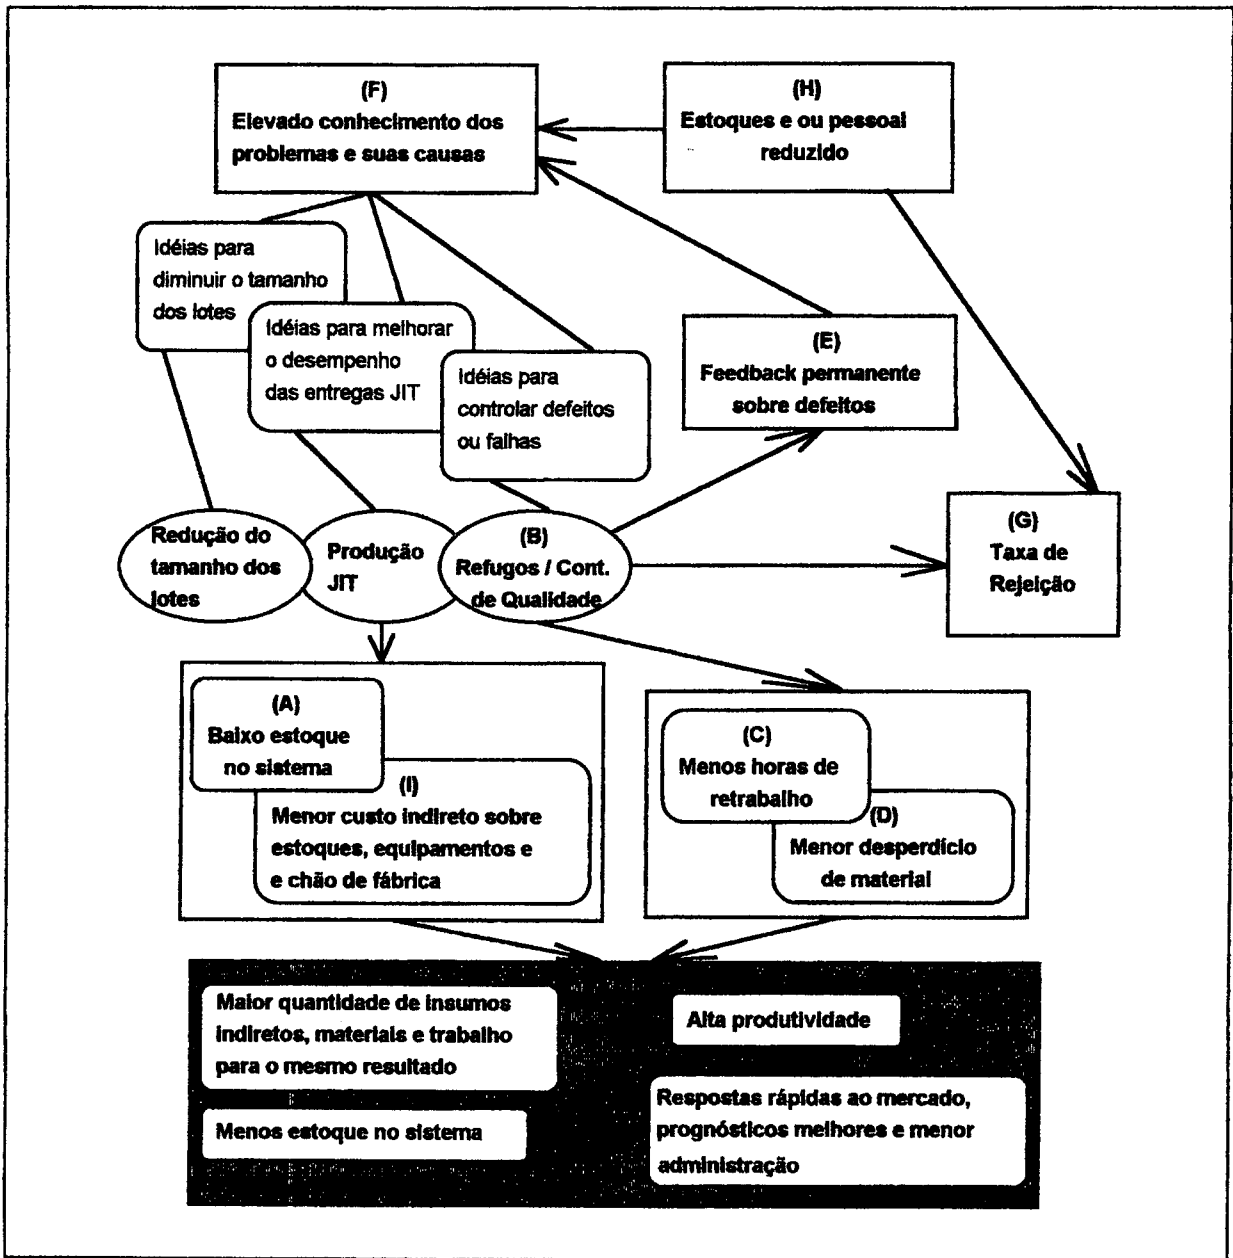 (F)
Elevado conhecimento dos
problemas e suas causas
(H)
Estoques e ou pessoal
reduzido
Idéias para
diminuir o tamanho
dos lotes
Idéias para melhorar
o desempenho
das entregas JIT
Idéias para
controlar defeitos
ou falhas
(E)
Feedback permanente
sobre defeitos
(G)
Taxa de
Rejeição
Redução do
tamanho dos
lotes
Produção
JIT
(B)
Refugos / Cont.
de Qualidade
(A)
Baixo estoque
no sistema
(I)
Menor custo indireto sobre
estoques, equipamentos e
e chão de fábrica
(C)
Menos horas de
retrabalho
(D)
Menor desperdício
de material
Maior quantidade de insumos
indiretos, materiais e trabalho
para o mesmo resultado
Menos estoque no sistema
Alta produtividade
Respostas rápidas ao mercado,
prognósticos melhores e menor
administração